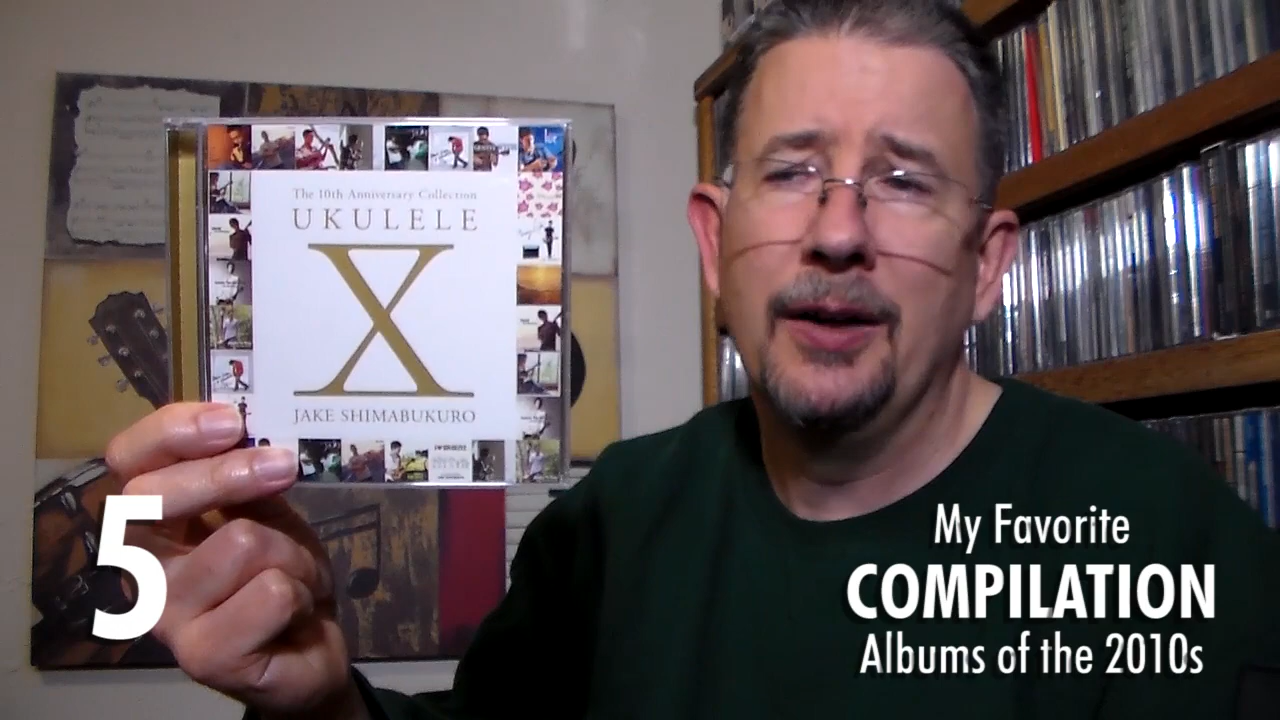 The 10th Anniversary Collection
UKULELE
X
JAKE SHIMABUKURO
5
My Favorite
COMPILATION
Albums of the 2010s